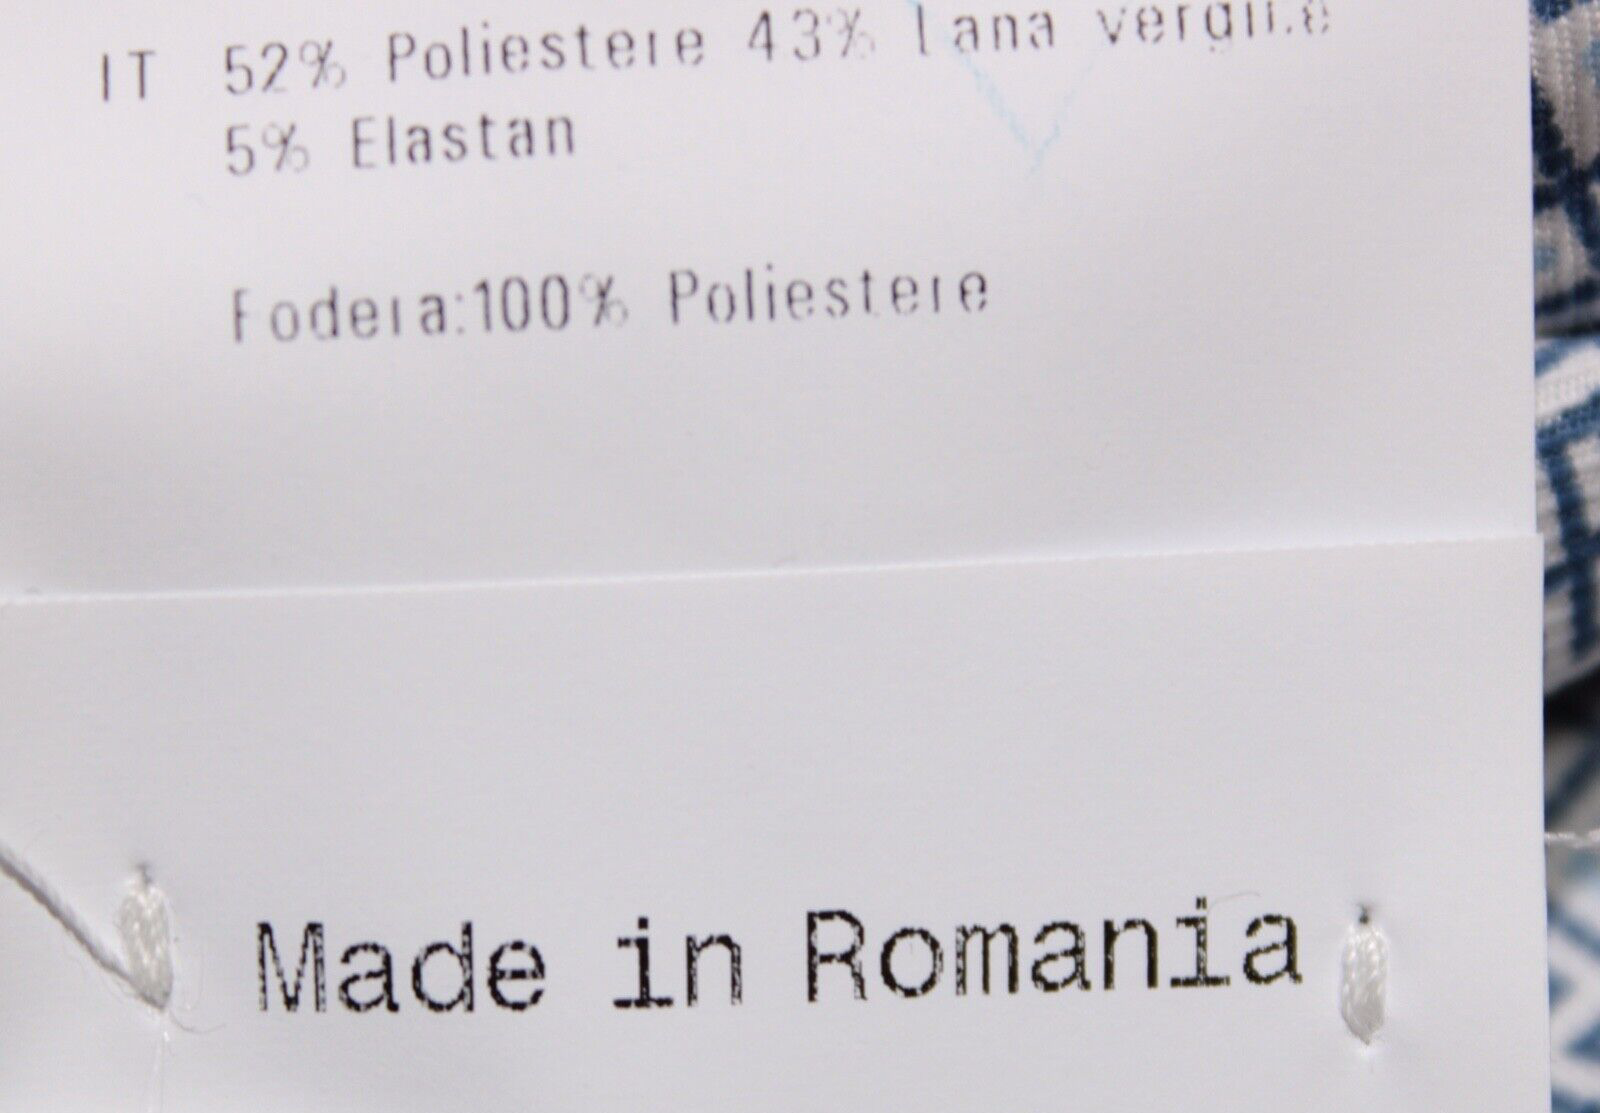 IT 52% Poliestere 43% Lana vergine
5% Elastan
Fodera:100% Poliestere
Made in Romania